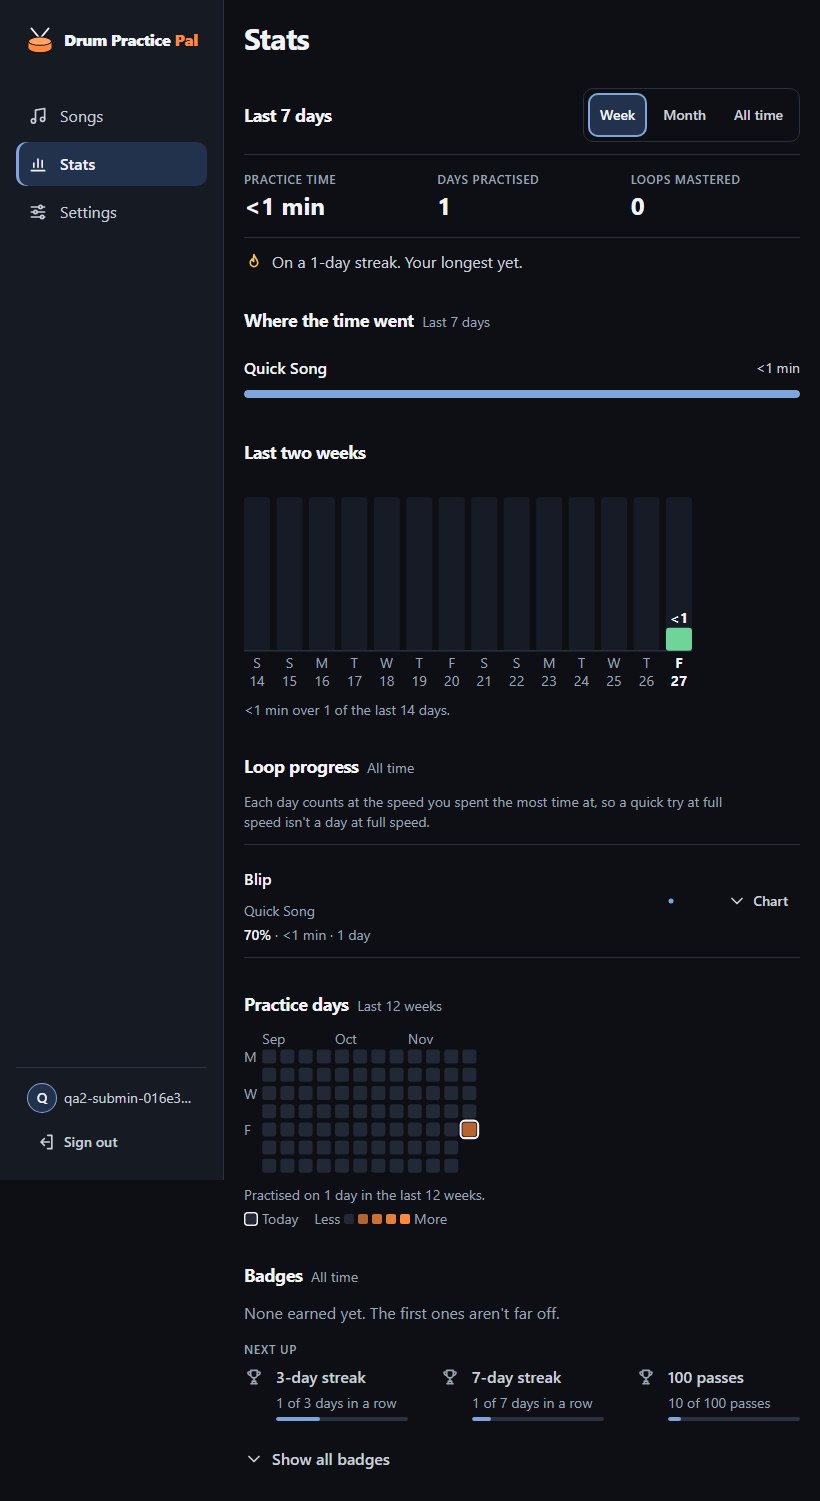 Drum Practice Pal
Songs
Stats
Settings
Q qa2-submin-016e3...
Sign out
Stats
Last 7 days
Week Month All time
PRACTICE TIME DAYS PRACTISED LOOPS MASTERED
<1 min 1 0
On a 1-day streak. Your longest yet.
Where the time went Last 7 days
Quick Song <1 min
Last two weeks
<1
S S M T W T F S S M T W T F
14 15 16 17 18 19 20 21 22 23 24 25 26 27
<1 min over 1 of the last 14 days.
Loop progress All time
Each day counts at the speed you spent the most time at, so a quick try at full
speed isn't a day at full speed.
Blip
Quick Song
70% · <1 min · 1 day
Chart
Practice days Last 12 weeks
Sep Oct Nov
M
W
F
Practised on 1 day in the last 12 weeks.
Today Less More
Badges All time
None earned yet. The first ones aren't far off.
NEXT UP
3-day streak 7-day streak 100 passes
1 of 3 days in a row 1 of 7 days in a row 10 of 100 passes
Show all badges